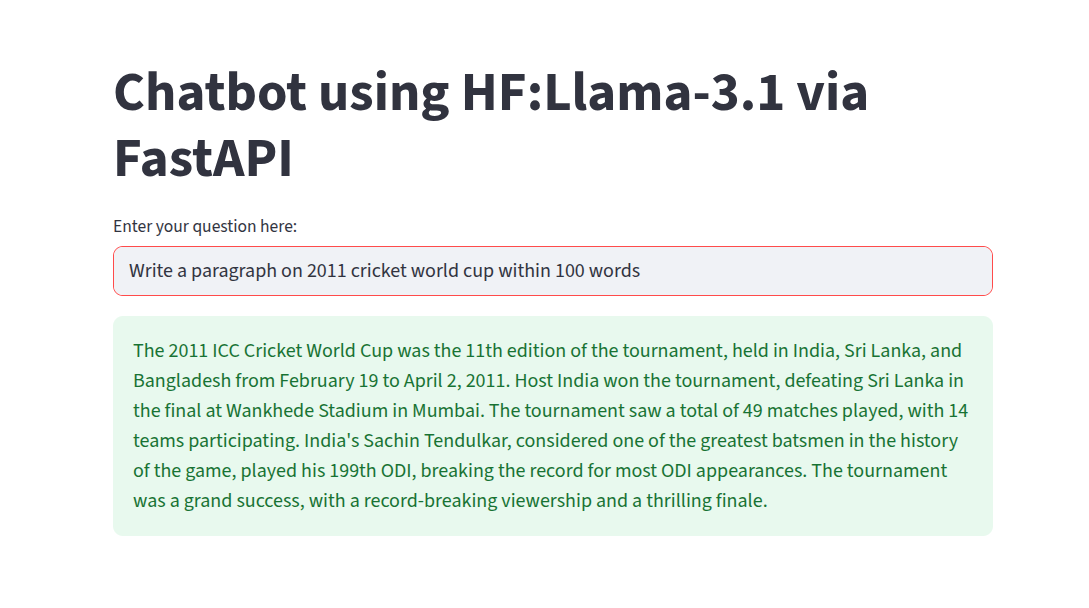 Chatbot using HF:Llama-3.1 via
FastAPI
Enter your question here:
Write a paragraph on 2011 cricket world cup within 100 words
The 2011 ICC Cricket World Cup was the 11th edition of the tournament, held in India, Sri Lanka, and
Bangladesh from February 19 to April 2, 2011. Host India won the tournament, defeating Sri Lanka in
the final at Wankhede Stadium in Mumbai. The tournament saw a total of 49 matches played, with 14
teams participating. India's Sachin Tendulkar, considered one of the greatest batsmen in the history
of the game, played his 199th ODI, breaking the record for most ODI appearances. The tournament
was a grand success, with a record-breaking viewership and a thrilling finale.